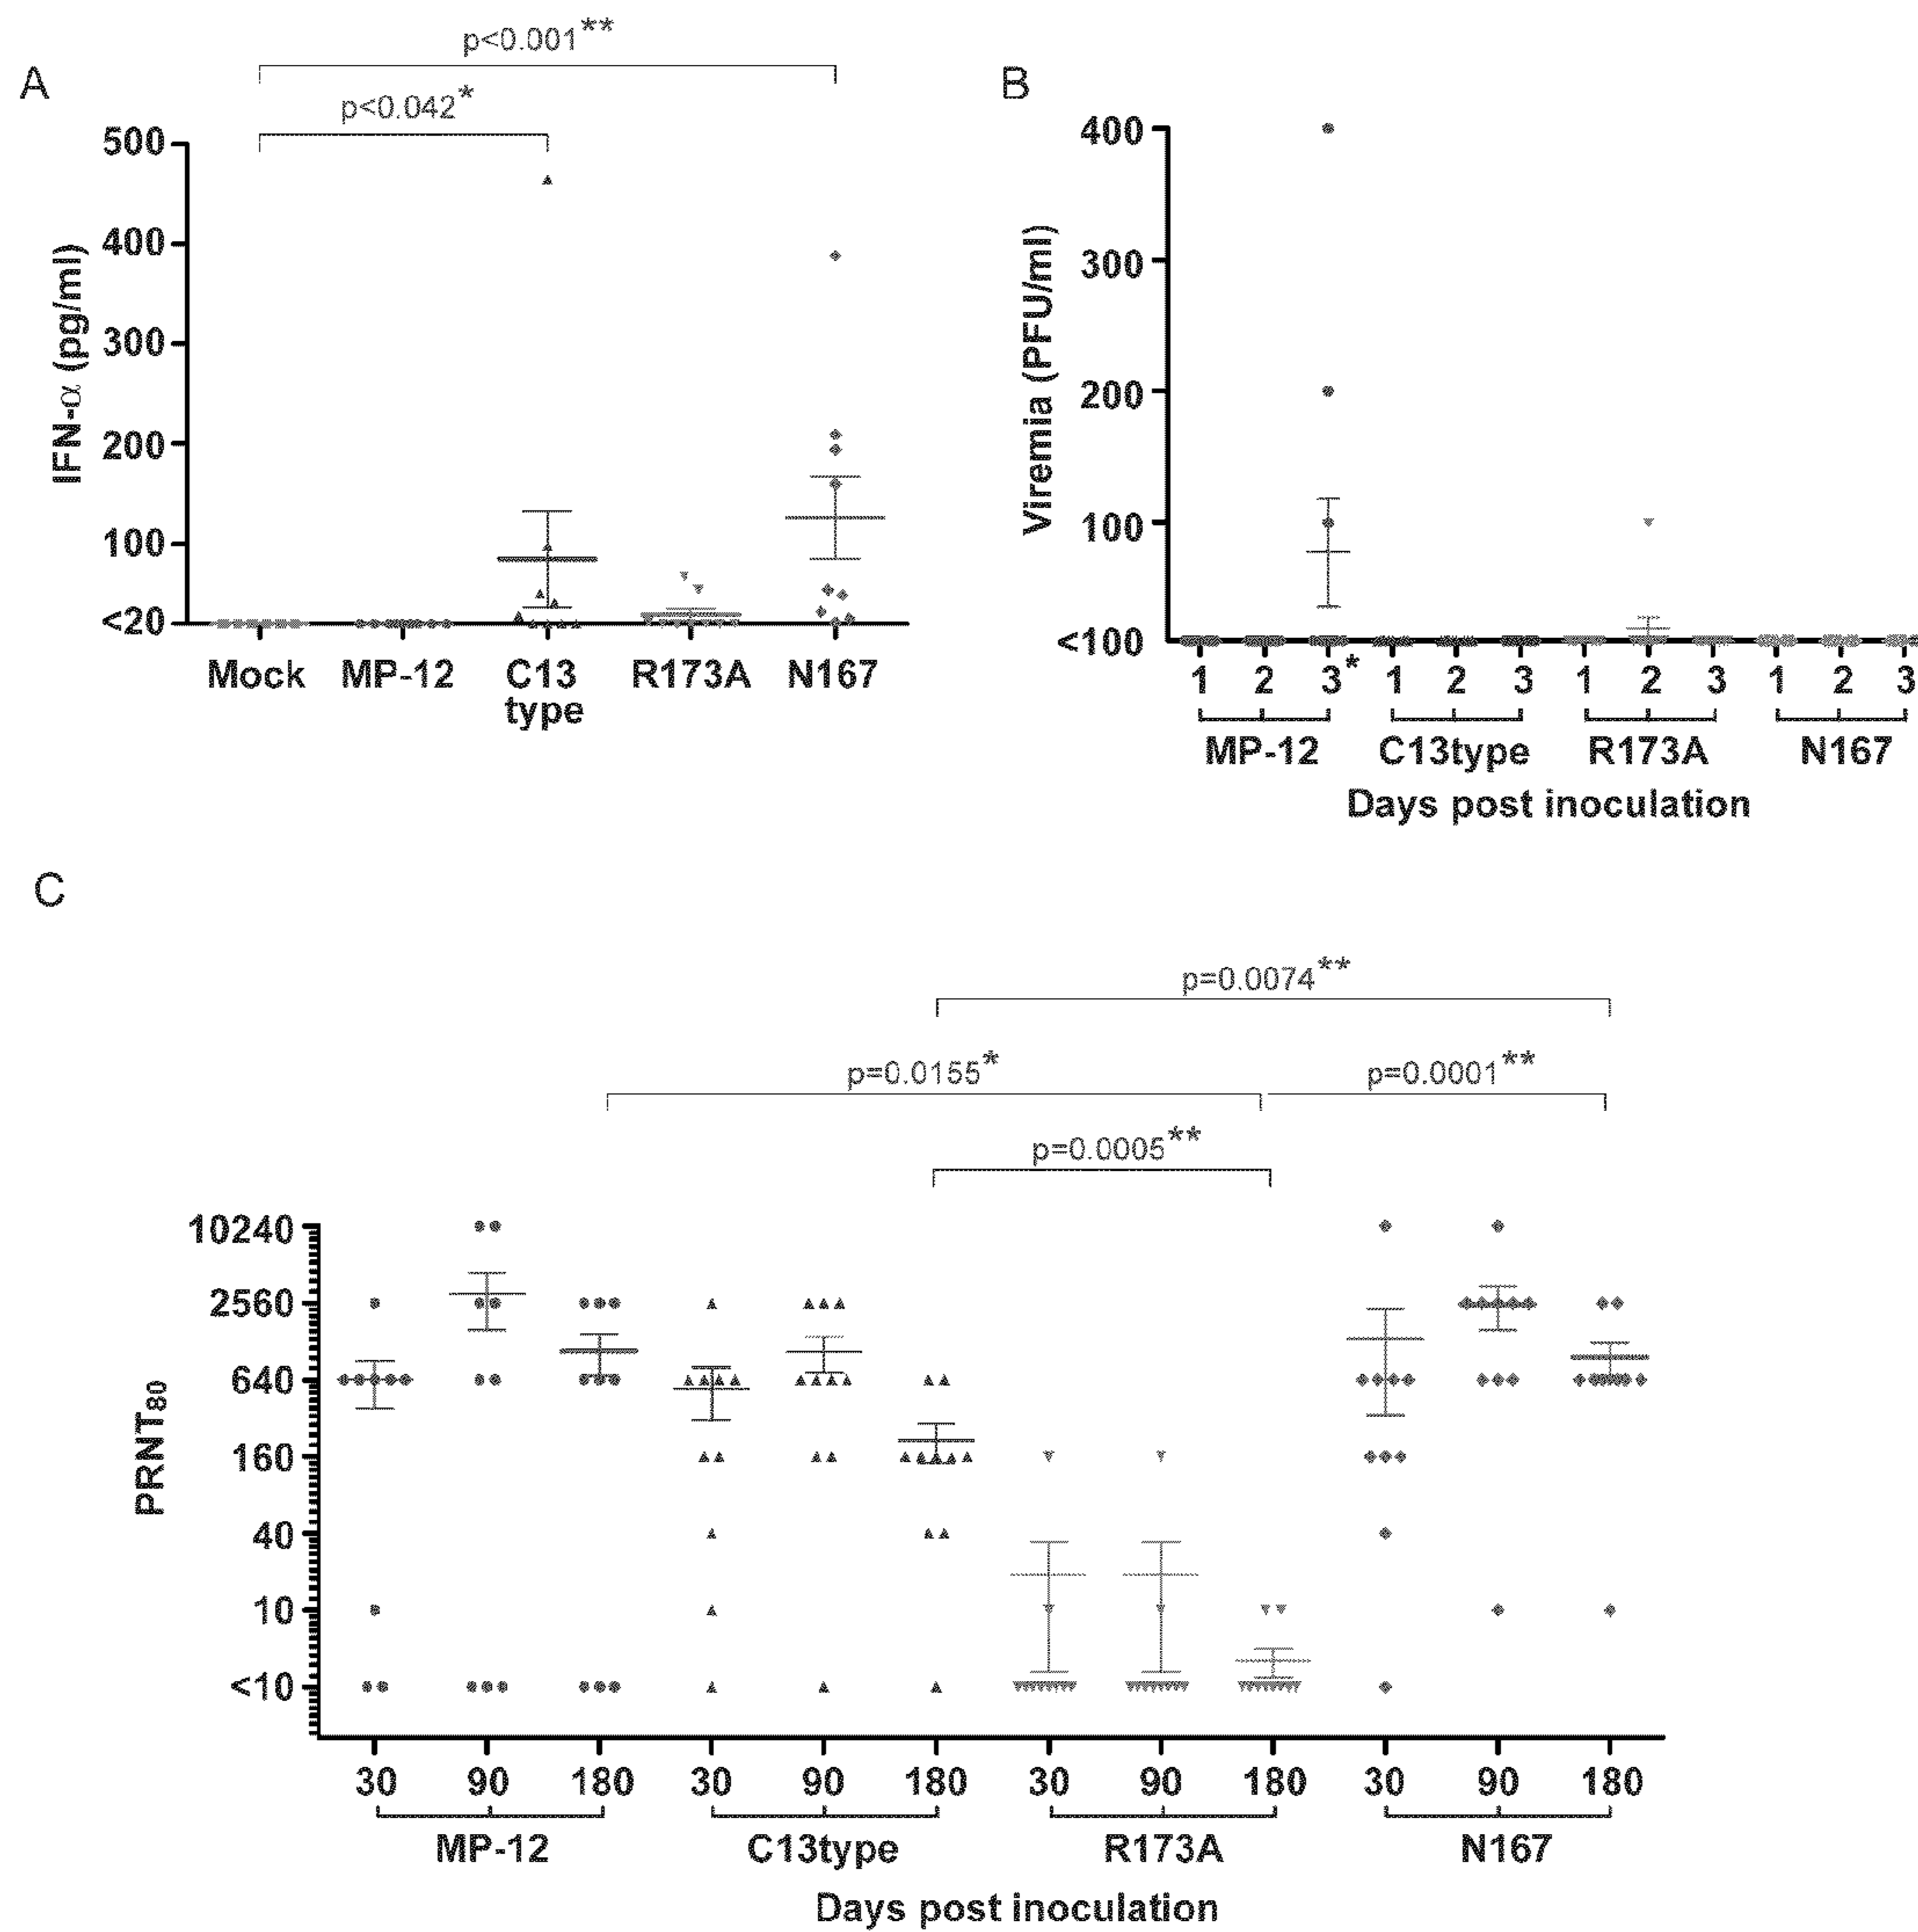 A
p<0.001**
p<0.042*
500
400
300
200
100
<20
IFN-α (pg/ml)
Mock MP-12 C13 type R173A N167
B
400
300
200
100
<100
Viremia (PFU/ml)
1 2 3* 1 2 3 1 2 3 1 2 3
MP-12 C13type R173A N167
Days post inoculation
C
p=0.0074**
p=0.0155* p=0.0001**
p=0.0005**
10240
2560
640
160
40
10
<10
PRNT80
30 90 180 30 90 180 30 90 180 30 90 180
MP-12 C13type R173A N167
Days post inoculation